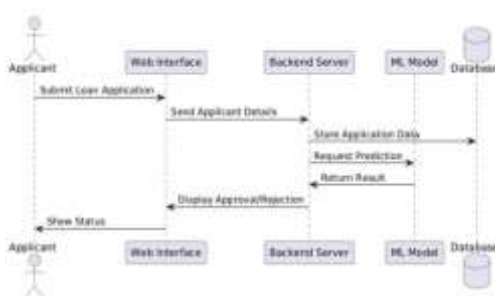 Applicant
Web Interface
Backend Server
ML Model
Database
Submit Loan Application
Send Applicant Details
Store Application Data
Request Prediction
Return Result
Display Approval/Rejection
Show Status
Applicant
Web Interface
Backend Server
ML Model
Database